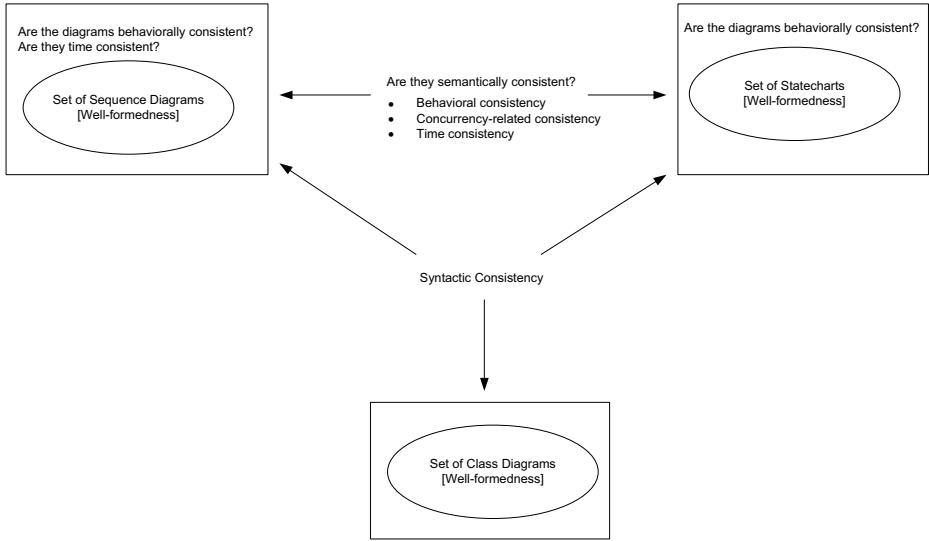 Are the diagrams behaviorally consistent?
Are they time consistent?
Set of Sequence Diagrams
[Well-formedness]
Are they semantically consistent?
• Behavioral consistency
• Concurrency-related consistency
• Time consistency
Are the diagrams behaviorally consistent?
Set of Statecharts
[Well-formedness]
Syntactic Consistency
Set of Class Diagrams
[Well-formedness]